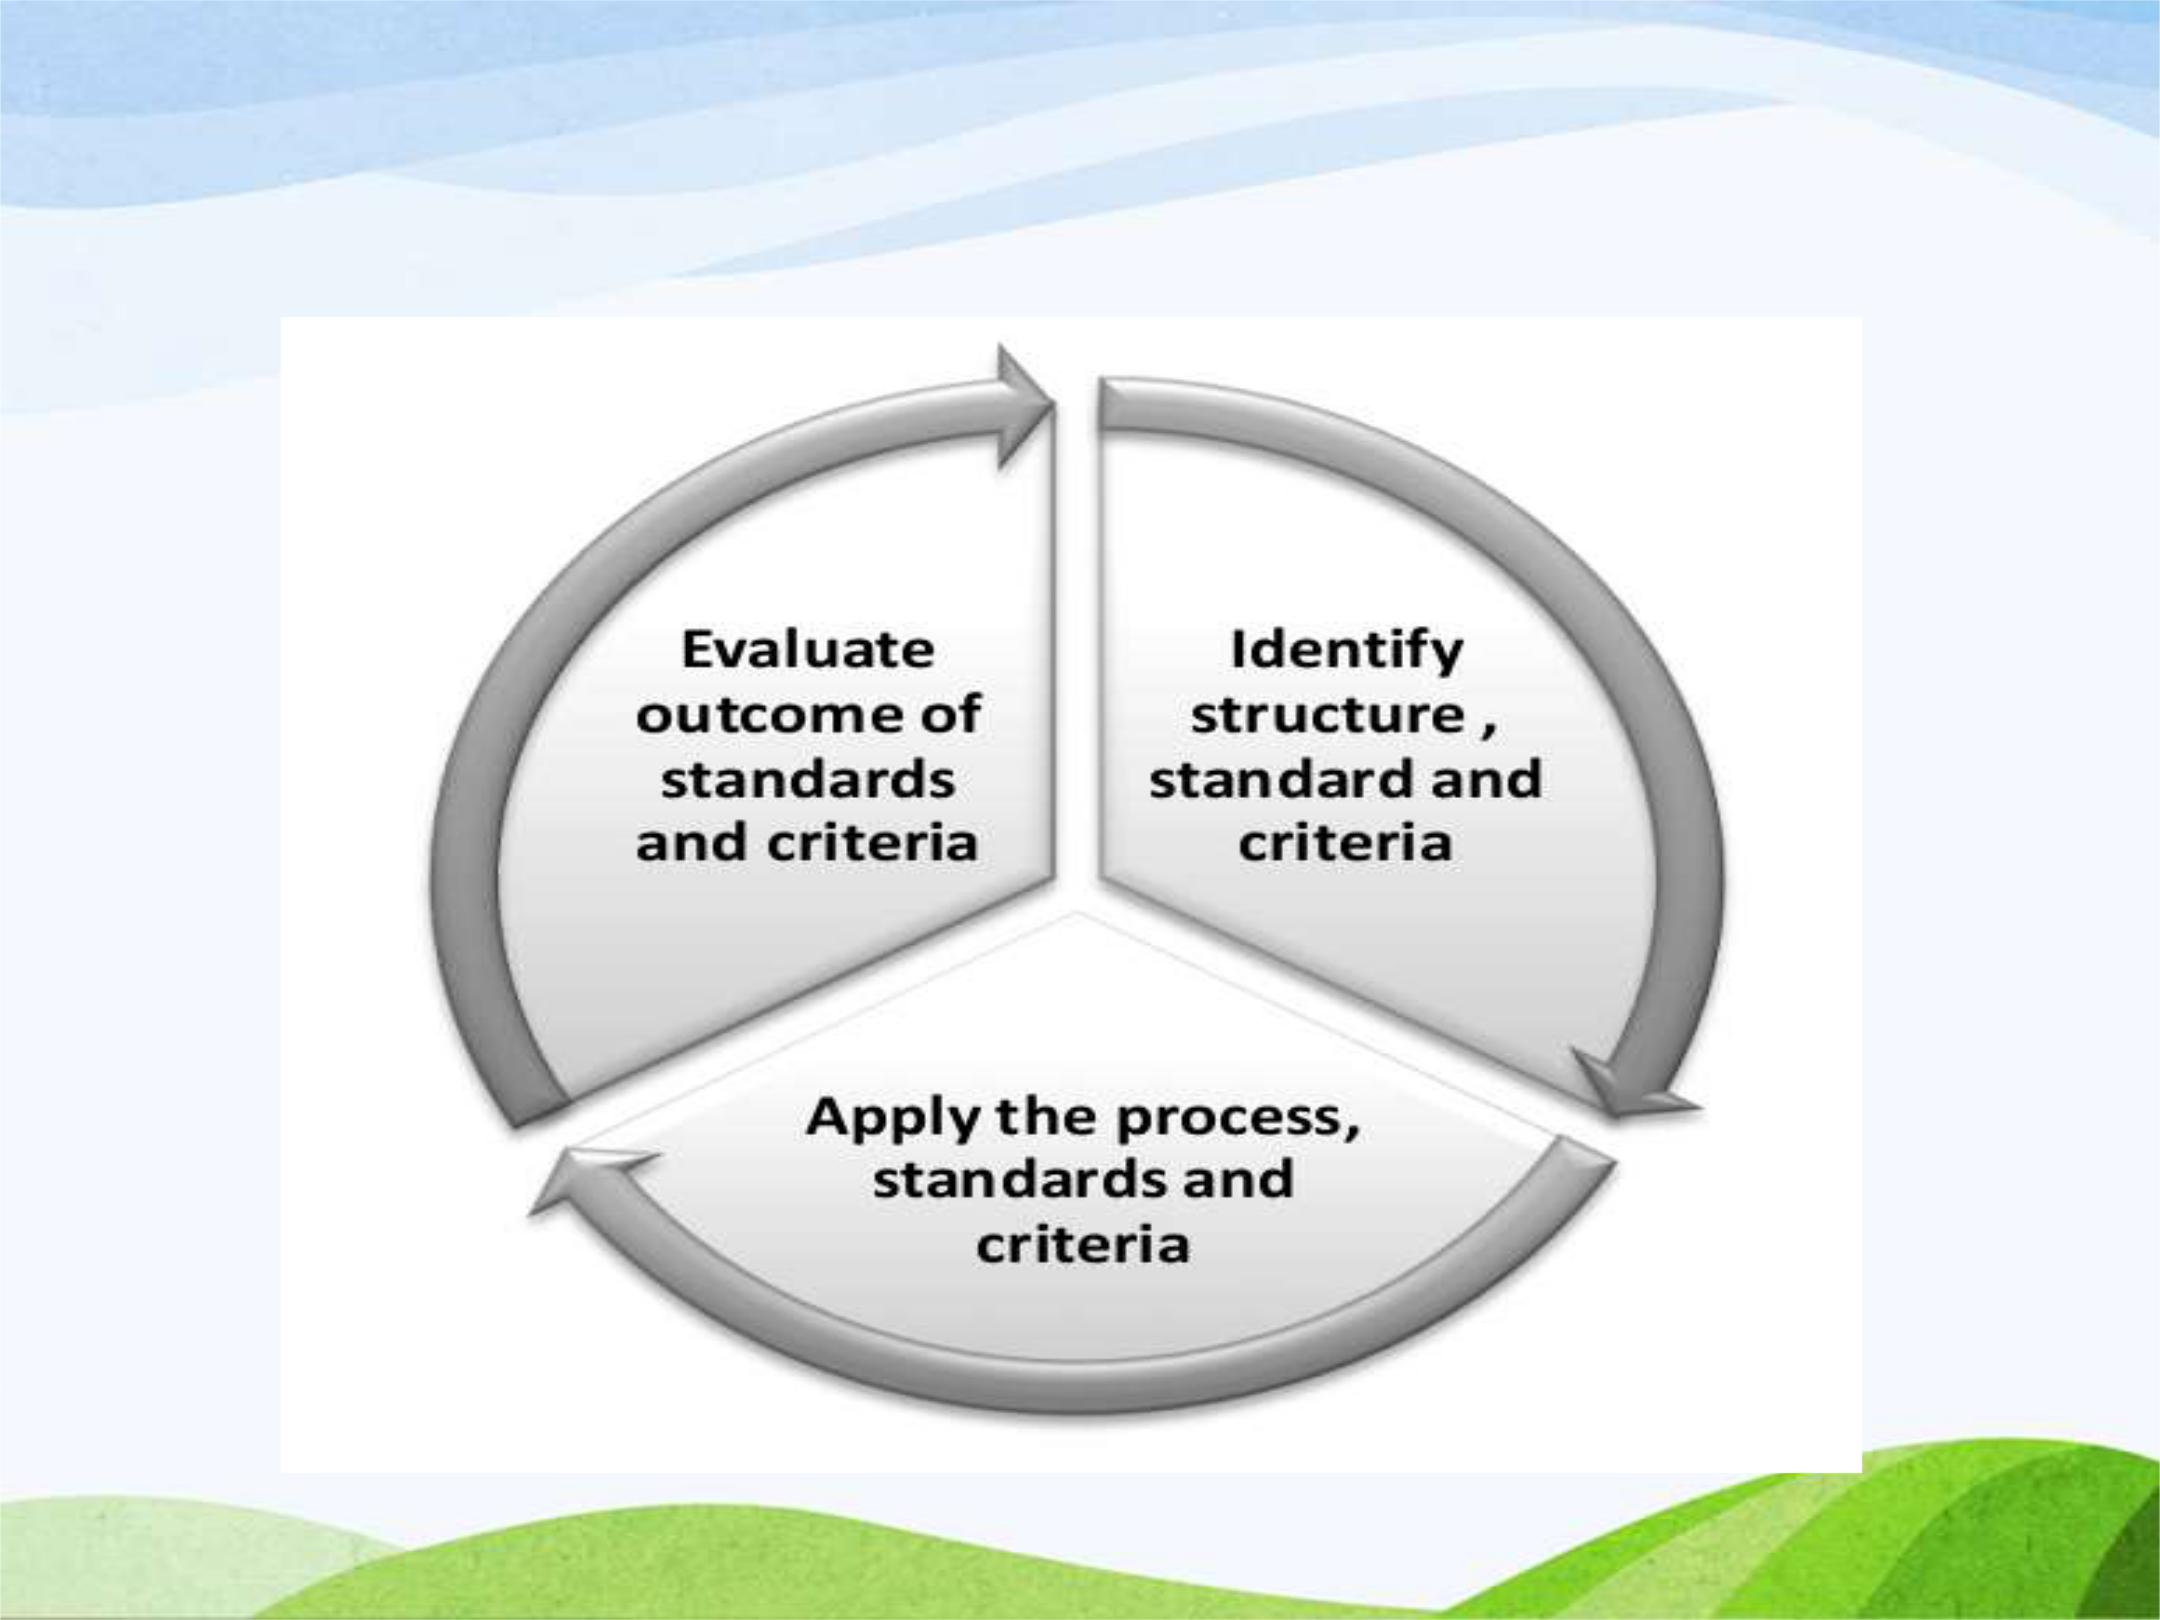 Evaluate
outcome of
standards
and criteria
Identify
structure ,
standard and
criteria
Apply the process,
standards and
criteria